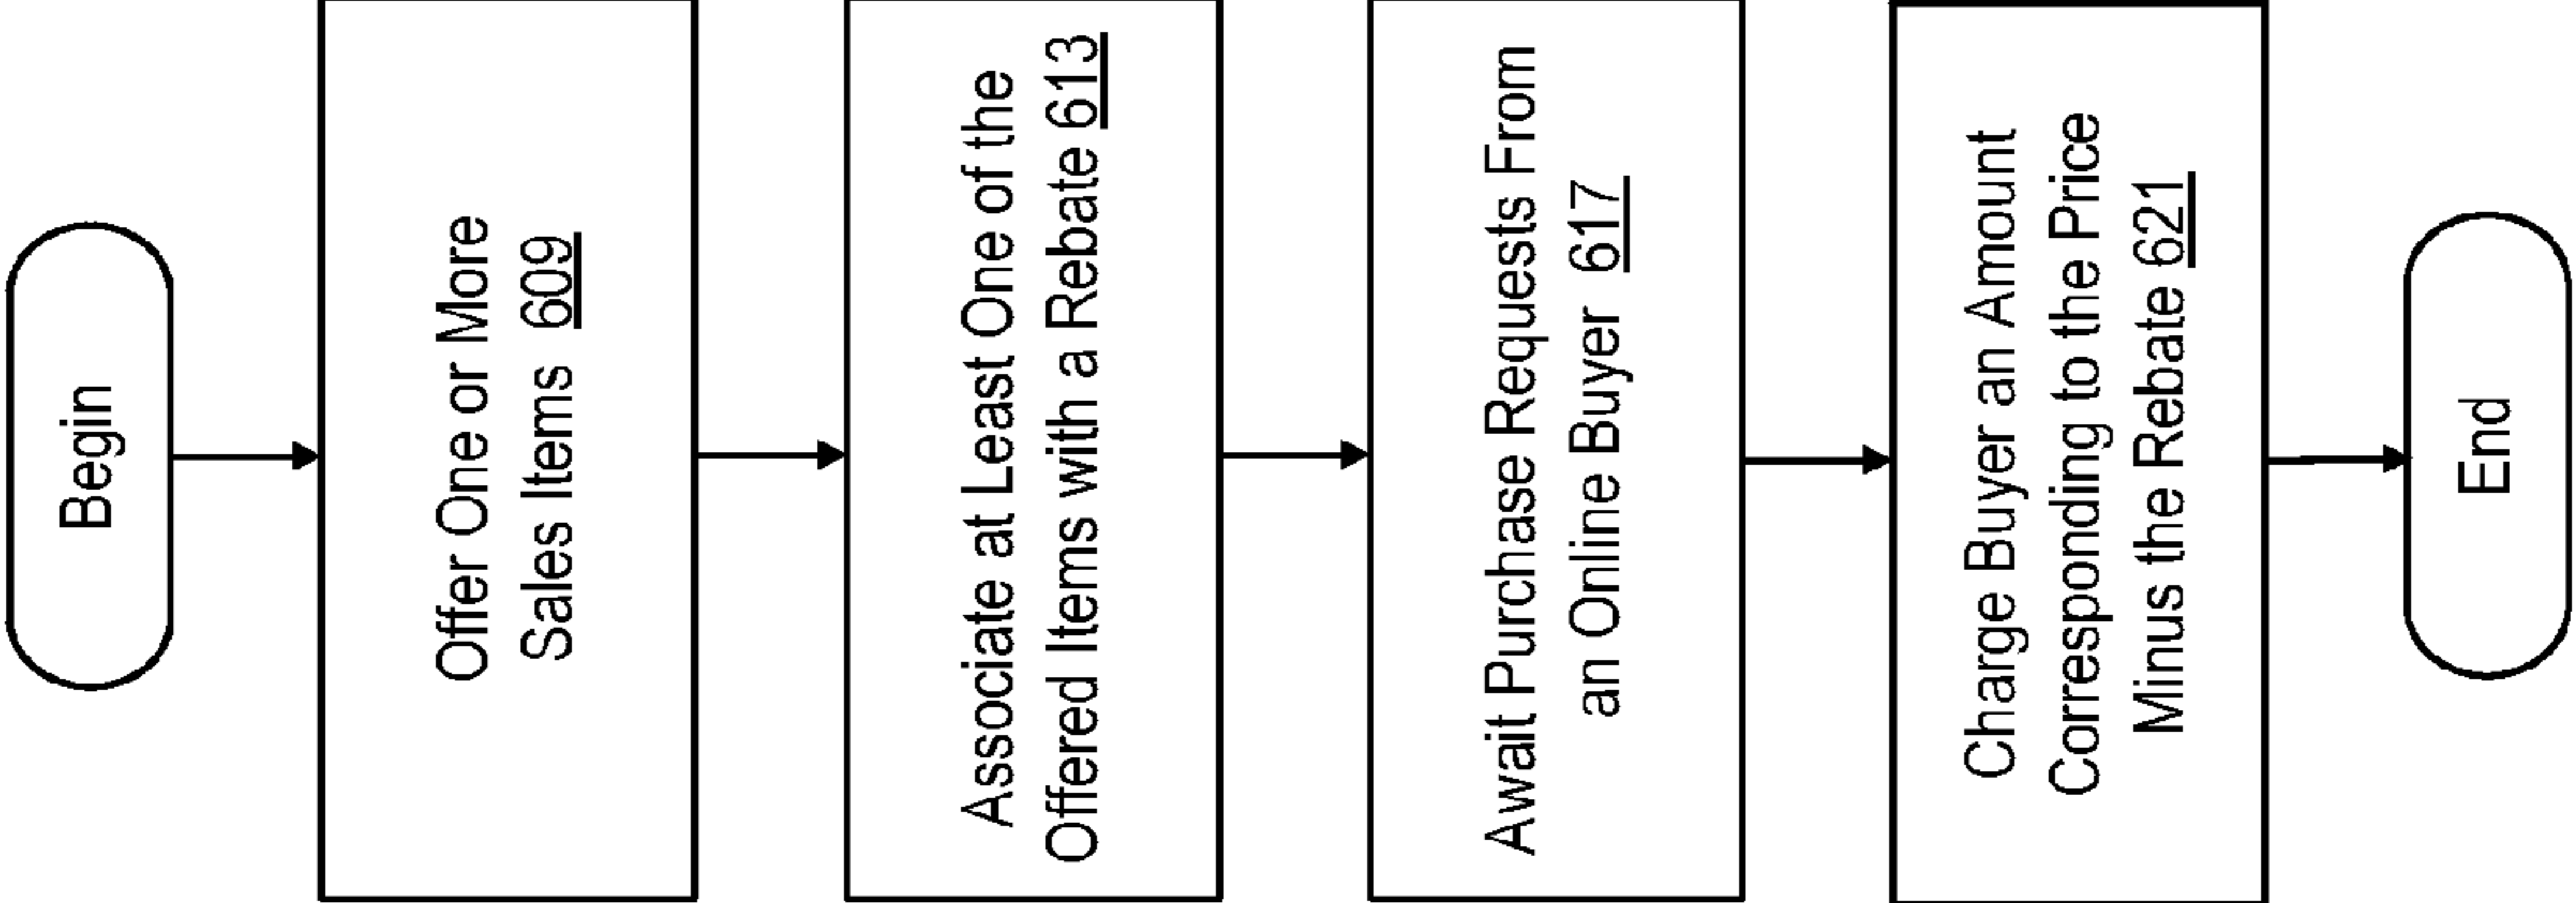 Begin
Offer One or More
Sales Items 609
Associate at Least One of the
Offered Items with a Rebate 613
Await Purchase Requests From
an Online Buyer 617
Charge Buyer an Amount
Corresponding to the Price
Minus the Rebate 621
End